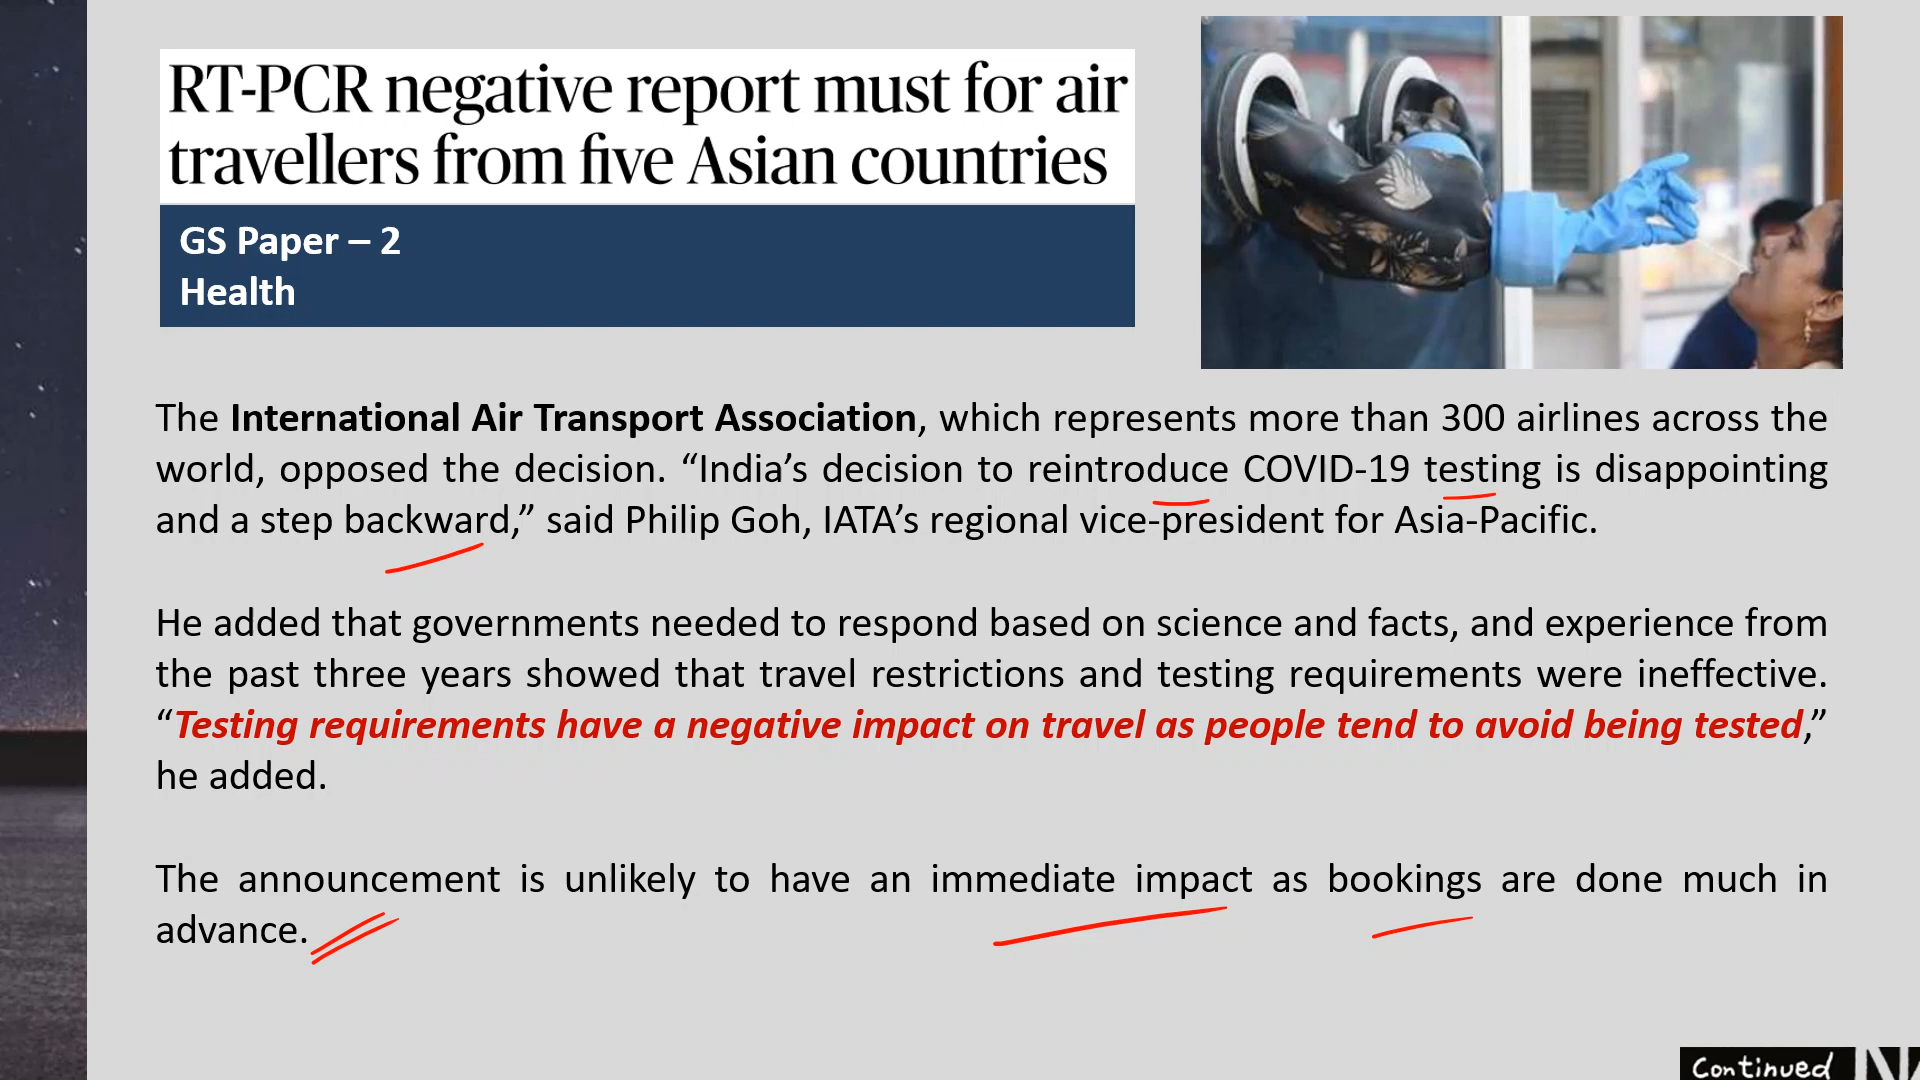 RT-PCR negative report must for air
travellers from five Asian countries
GS Paper – 2
Health
The International Air Transport Association, which represents more than 300 airlines across the
world, opposed the decision. “India’s decision to reintroduce COVID-19 testing is disappointing
and a step backward,” said Philip Goh, IATA’s regional vice-president for Asia-Pacific.
He added that governments needed to respond based on science and facts, and experience from
the past three years showed that travel restrictions and testing requirements were ineffective.
“Testing requirements have a negative impact on travel as people tend to avoid being tested,”
he added.
The announcement is unlikely to have an immediate impact as bookings are done much in
advance.
Continued